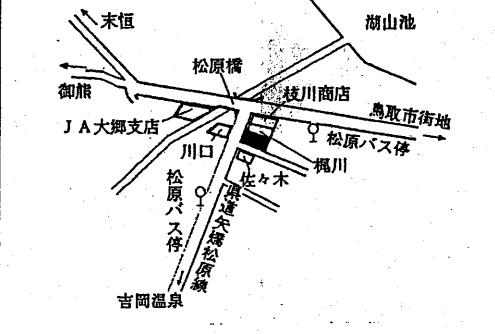 末恒
湖山池
松原橋
御熊
枝川商店
鳥取市街地
JA大郷支店
松原バス停
川口
梶川
佐々木
松原バス停
県道矢矯松原線
吉岡温泉